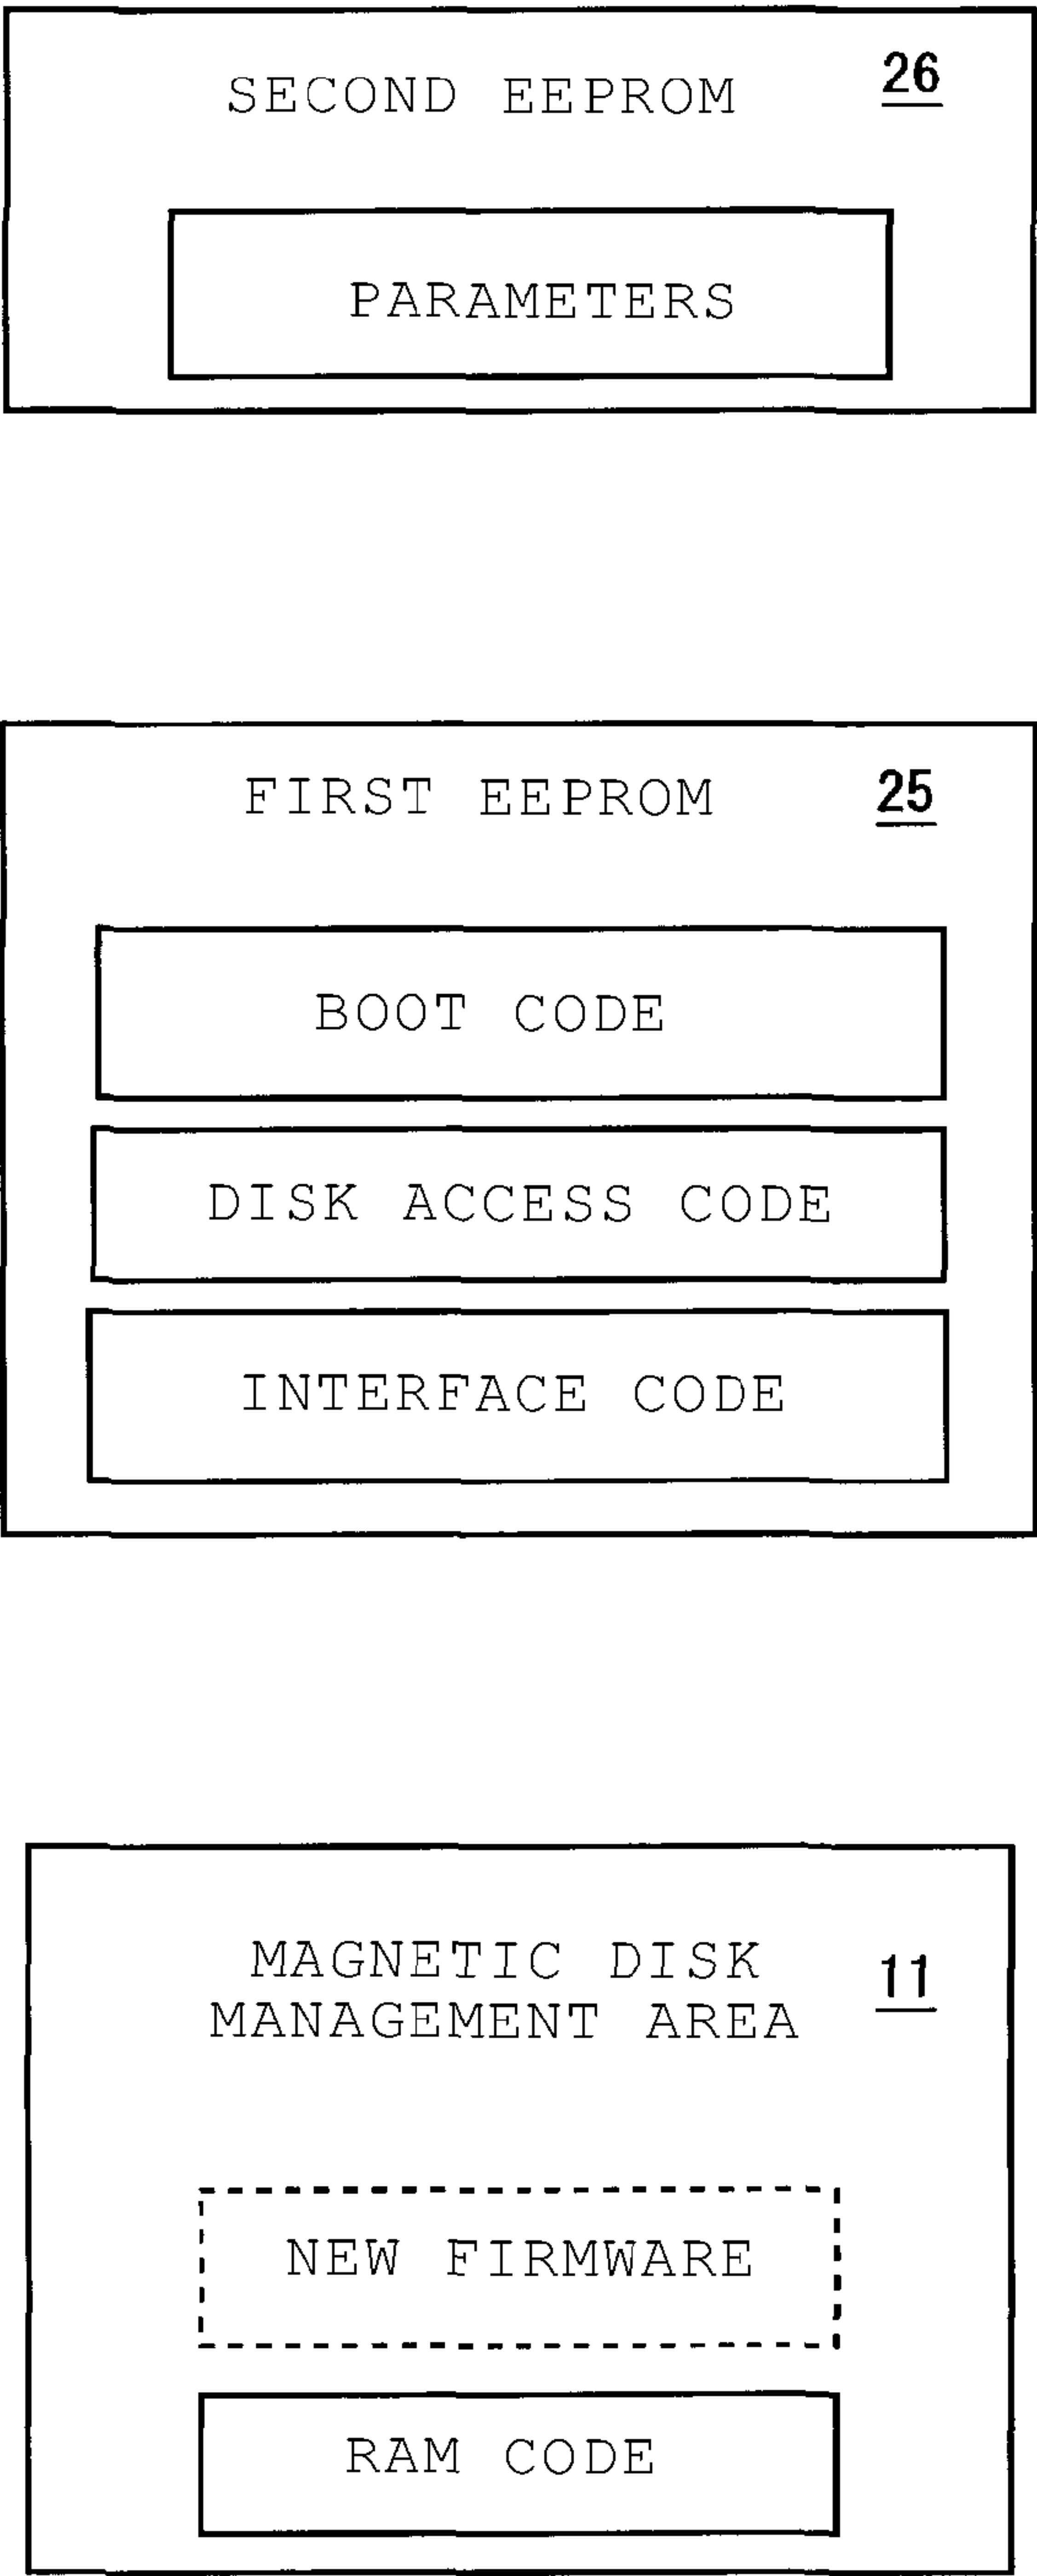 SECOND EEPROM 26
PARAMETERS
FIRST EEPROM 25
BOOT CODE
DISK ACCESS CODE
INTERFACE CODE
MAGNETIC DISK
MANAGEMENT AREA 11
NEW FIRMWARE
RAM CODE